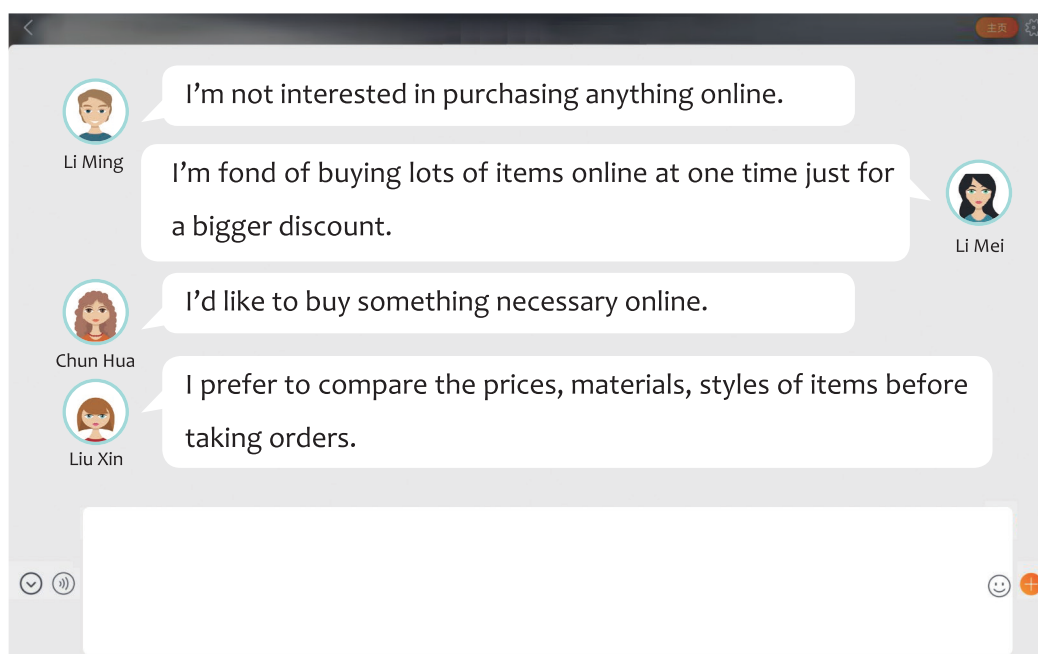 主页
I’m not interested in purchasing anything online.
Li Ming
I’m fond of buying lots of items online at one time just for
a bigger discount.
Li Mei
I’d like to buy something necessary online.
Chun Hua
I prefer to compare the prices, materials, styles of items before
taking orders.
Liu Xin